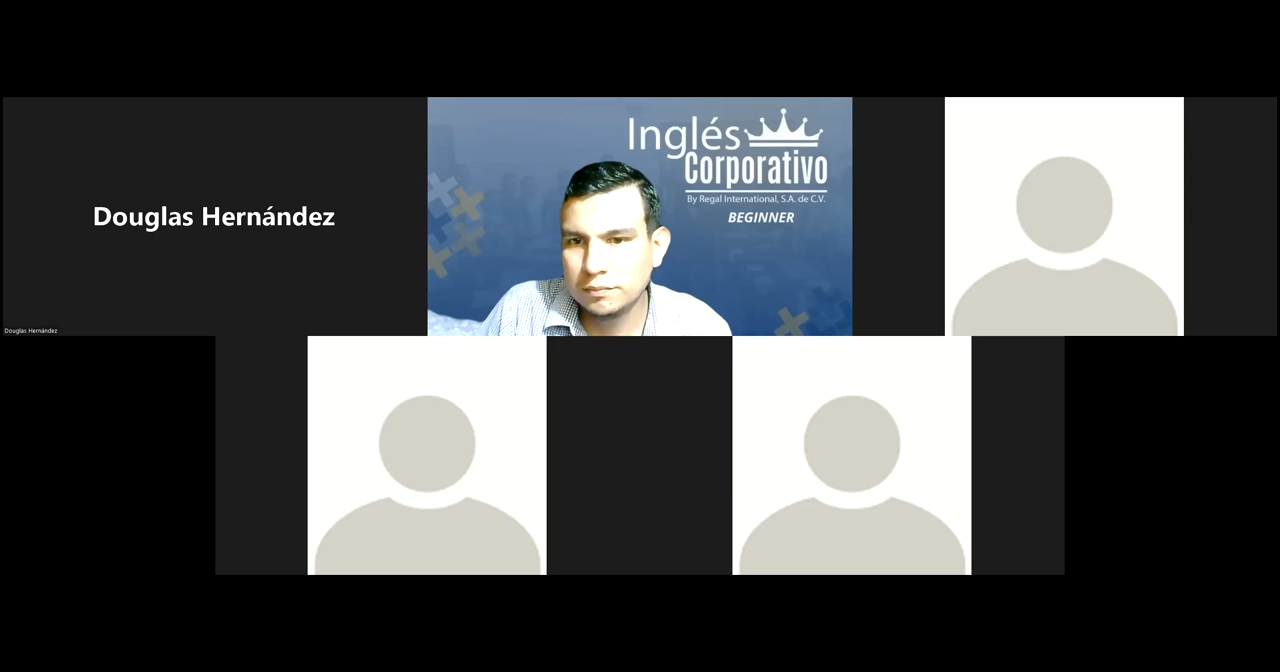 Douglas Hernández
Douglas Hernández
Inglés
Corporativo
By Regal International, S.A. de C.V.
BEGINNER